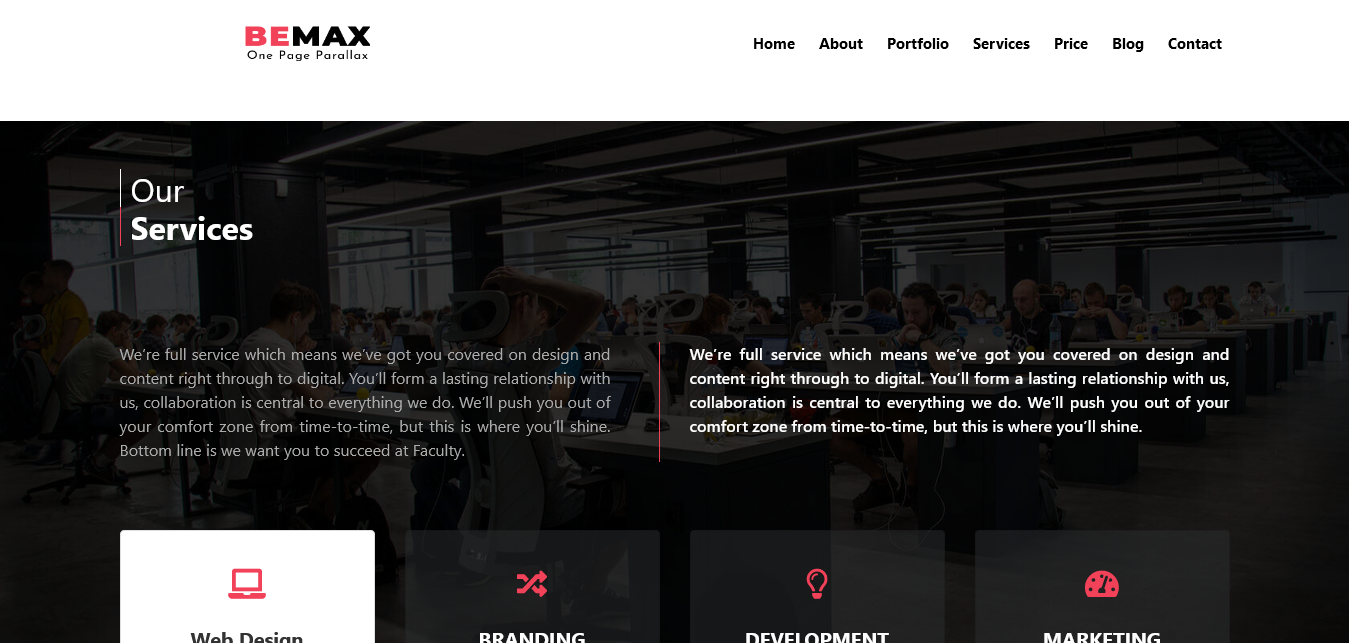 BEMAX
One Page Parallax
Home About Portfolio Services Price Blog Contact
Our
Services
We’re full service which means we’ve got you covered on design and
content right through to digital. You’ll form a lasting relationship with
us, collaboration is central to everything we do. We’ll push you out of
your comfort zone from time-to-time, but this is where you’ll shine.
Bottom line is we want you to succeed at Faculty.
We’re full service which means we’ve got you covered on design and
content right through to digital. You’ll form a lasting relationship with us,
collaboration is central to everything we do. We’ll push you out of your
comfort zone from time-to-time, but this is where you’ll shine.
Web Design
BRANDING
DEVELOPMENT
MARKETING